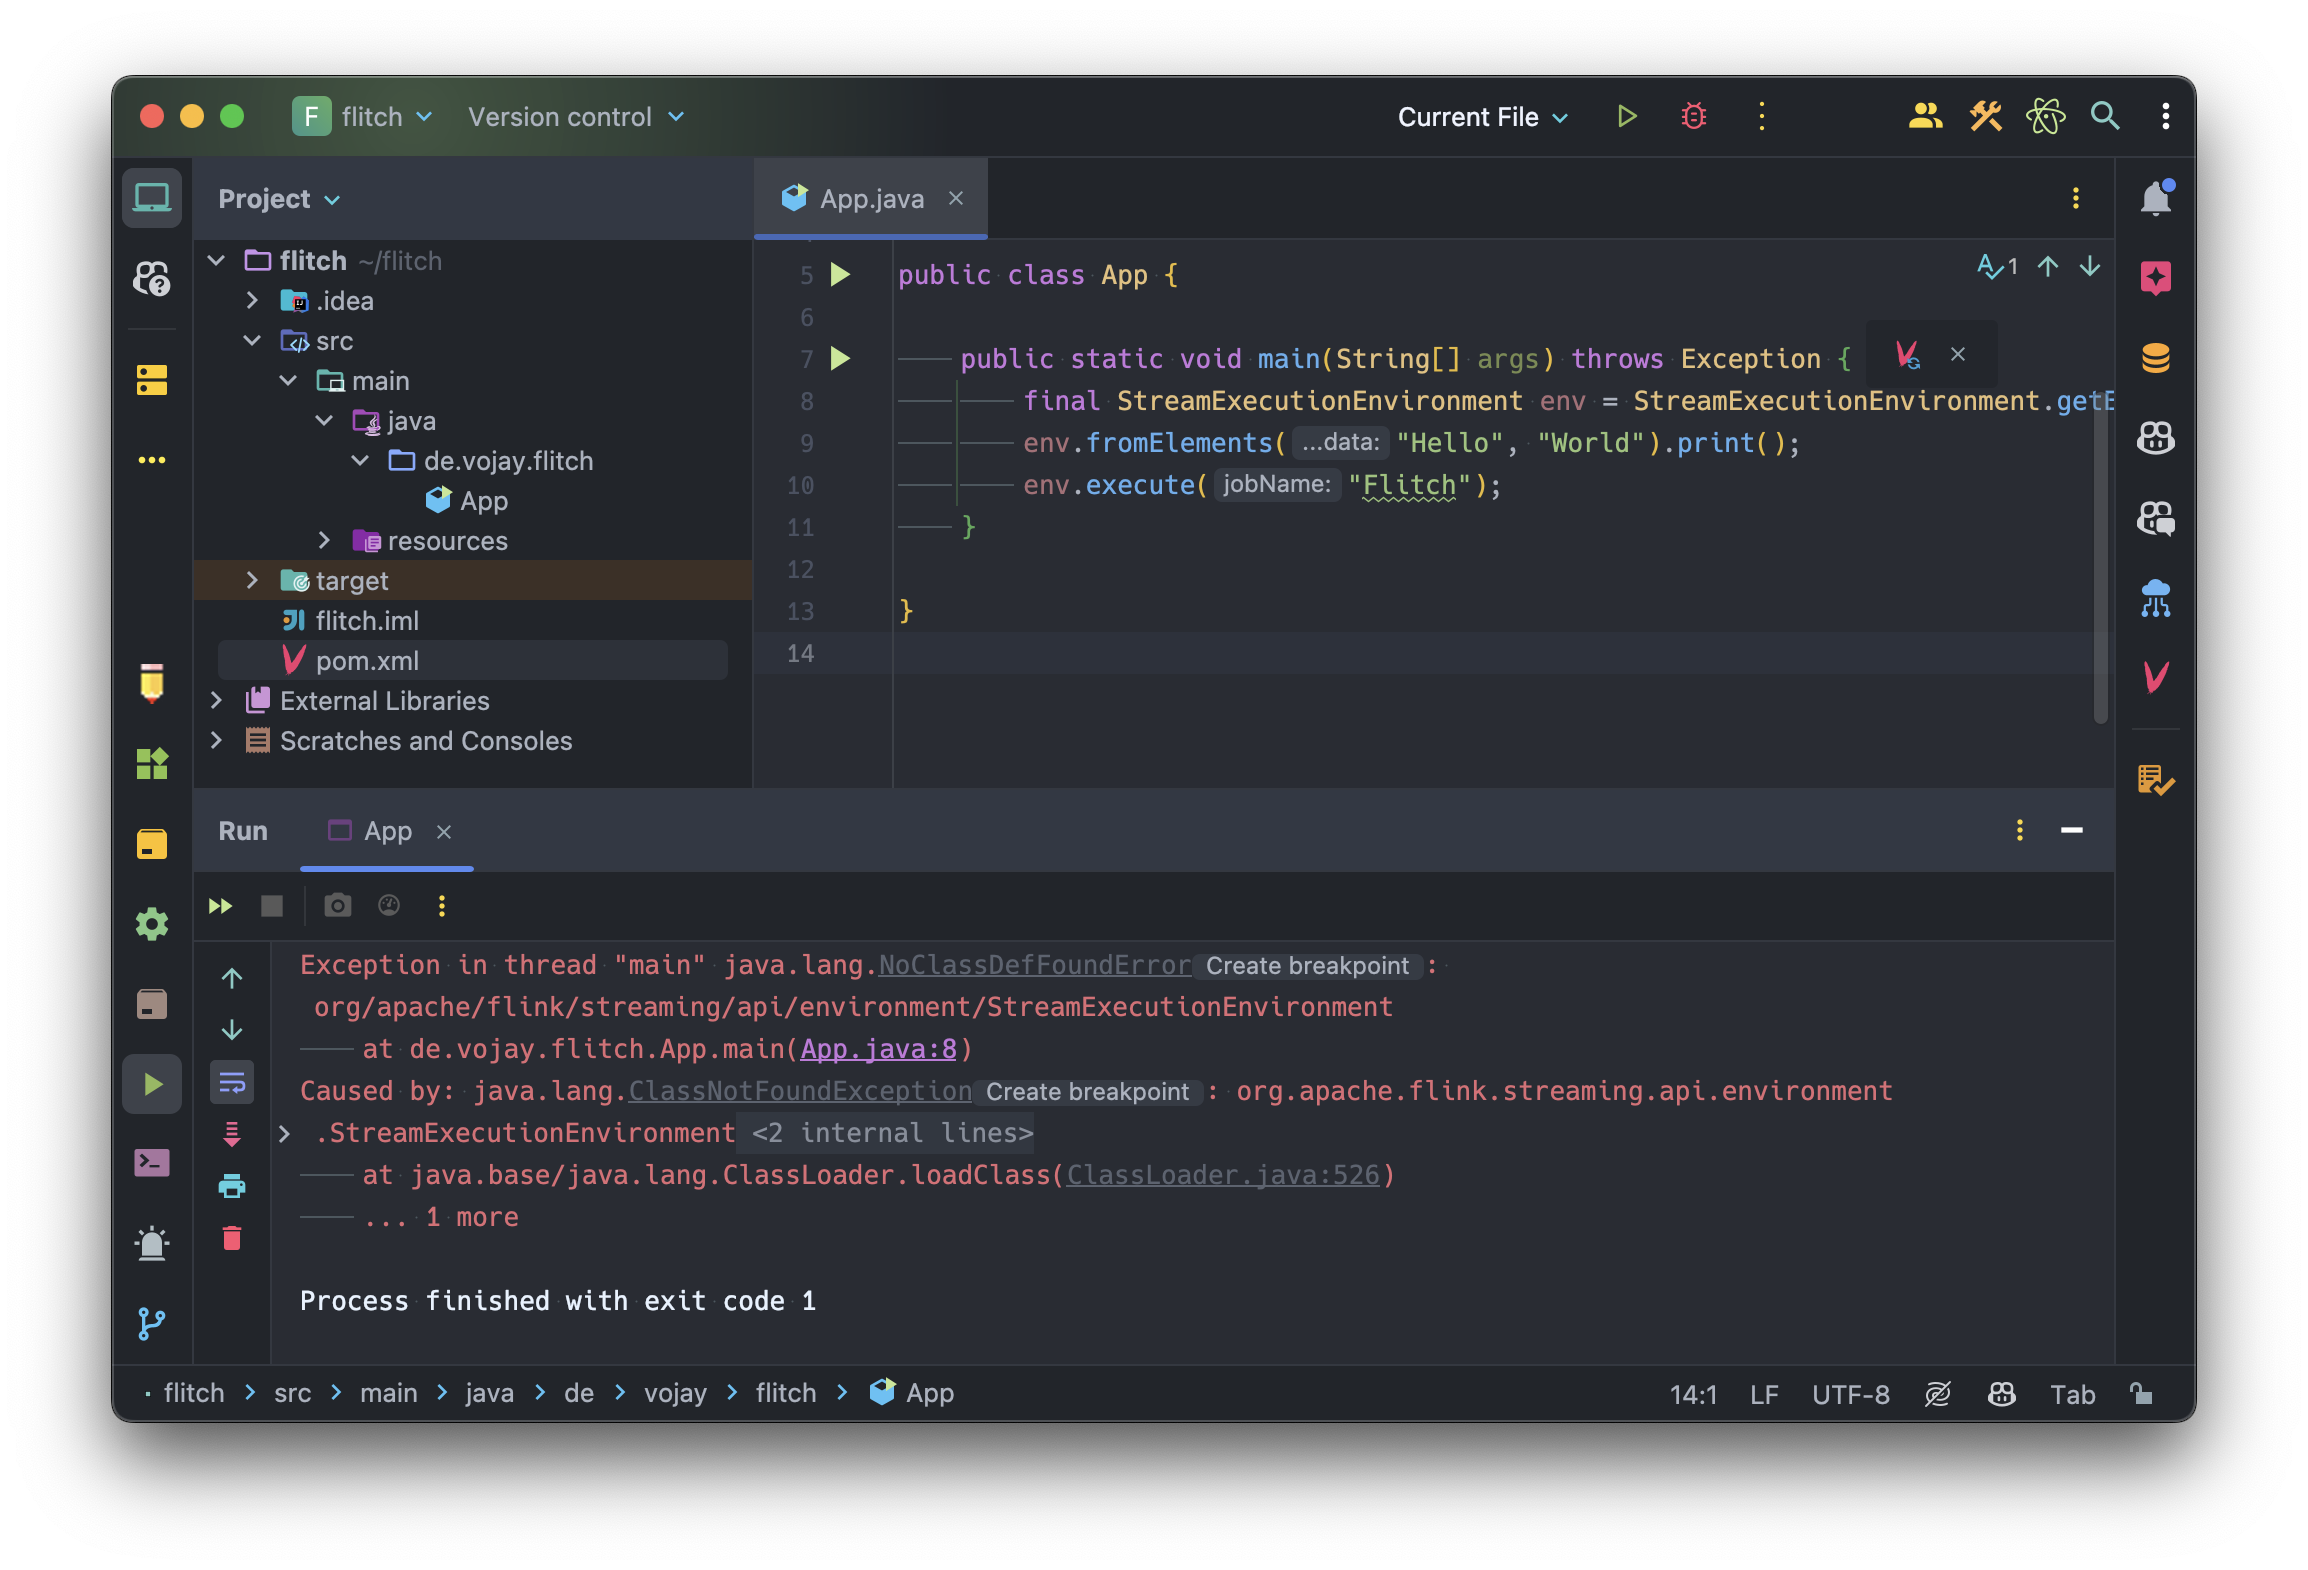 F flitch Version control Current File
Project
App.java
flitch ~/flitch
.idea
src
main
java
de.vojay.flitch
App
resources
target
flitch.iml
pom.xml
External Libraries
Scratches and Consoles
1
5 public class App {
6
7 public static void main(String[] args) throws Exception {
8 final StreamExecutionEnvironment env = StreamExecutionEnvironment.getE
9 env.fromElements( ...data: "Hello", "World").print();
10 env.execute( jobName: "Flitch");
11 }
12
13 }
14
Run App
Exception in thread "main" java.lang.NoClassDefFoundError Create breakpoint :
org/apache/flink/streaming/api/environment/StreamExecutionEnvironment
at de.vojay.flitch.App.main(App.java:8)
Caused by: java.lang.ClassNotFoundException Create breakpoint : org.apache.flink.streaming.api.environment
.StreamExecutionEnvironment <2 internal lines>
at java.base/java.lang.ClassLoader.loadClass(ClassLoader.java:526)
... 1 more
Process finished with exit code 1
flitch > src > main > java > de > vojay > flitch > App 14:1 LF UTF-8 Tab